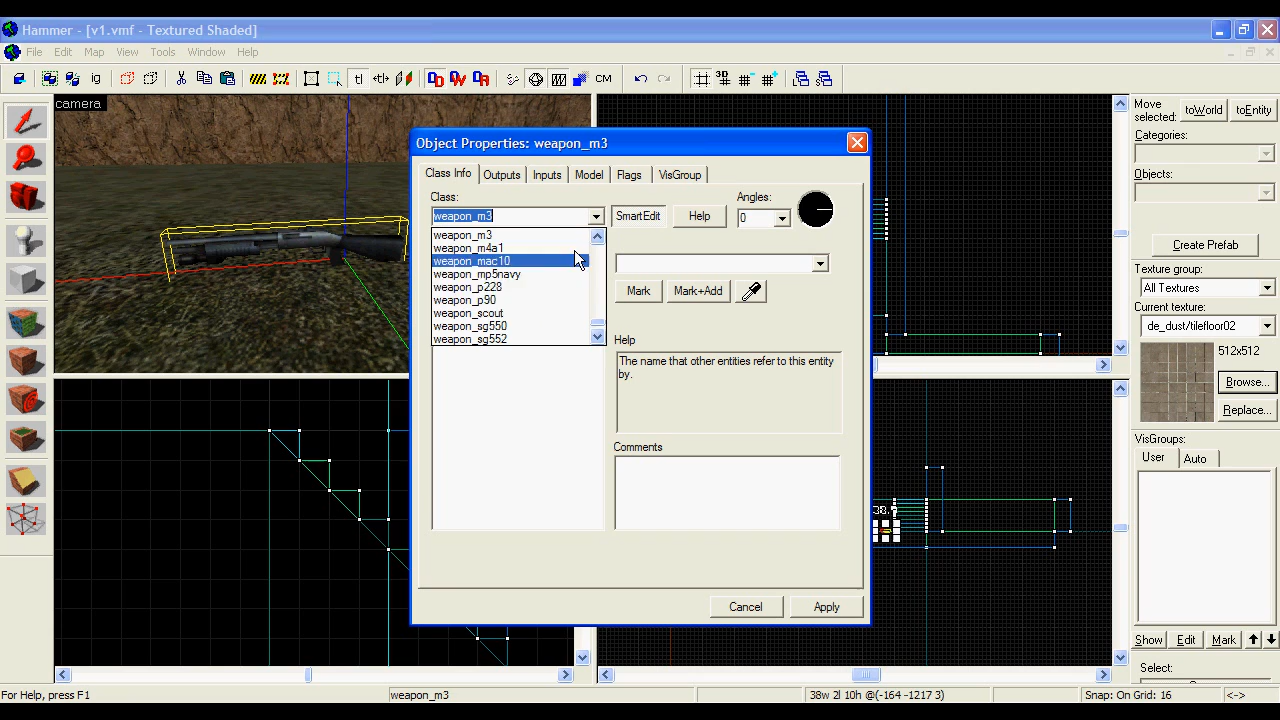 Hammer - [v1.vmf - Textured Shaded]
File Edit Map View Tools Window Help
ig tl CM 3D
camera
Object Properties: weapon_m3
Class Info Outputs Inputs Model Flags VisGroup
Class:
weapon_m3
SmartEdit
Help
Angles:
0
weapon_m3
weapon_m4a1
weapon_mac10
weapon_mp5navy
weapon_p228
weapon_p90
weapon_scout
weapon_sg550
weapon_sg552
Mark
Mark+Add
Help
The name that other entities refer to this entity
by.
Comments
Cancel
Apply
Move
selected:
toWorld
toEntity
Categories:
Objects:
Create Prefab
Texture group:
All Textures
Current texture:
de_dust/tilefloor02
512x512
Browse...
Replace...
VisGroups:
User Auto
Show Edit Mark
Select:
For Help, press F1
weapon_m3
38w 2l 10h @(-164 -1217 3)
Snap: On Grid: 16
<->